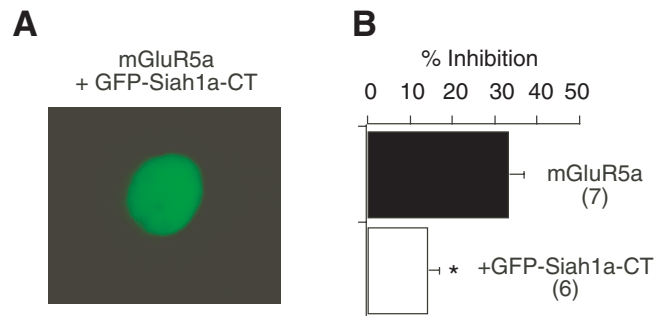 A
mGluR5a
+ GFP-Siah1a-CT
B
% Inhibition
0 10 20 30 40 50
mGluR5a
(7)
* +GFP-Siah1a-CT
(6)